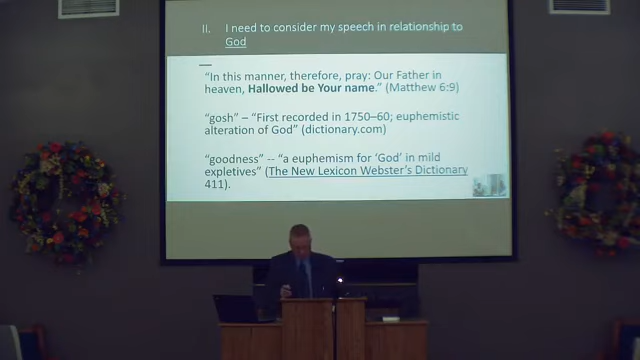 II. I need to consider my speech in relationship to
God
“In this manner, therefore, pray: Our Father in
heaven, Hallowed be Your name.” (Matthew 6:9)
“gosh” – “First recorded in 1750–60; euphemistic
alteration of God” (dictionary.com)
“goodness” -- “a euphemism for ‘God’ in mild
expletives” (The New Lexicon Webster’s Dictionary
411).